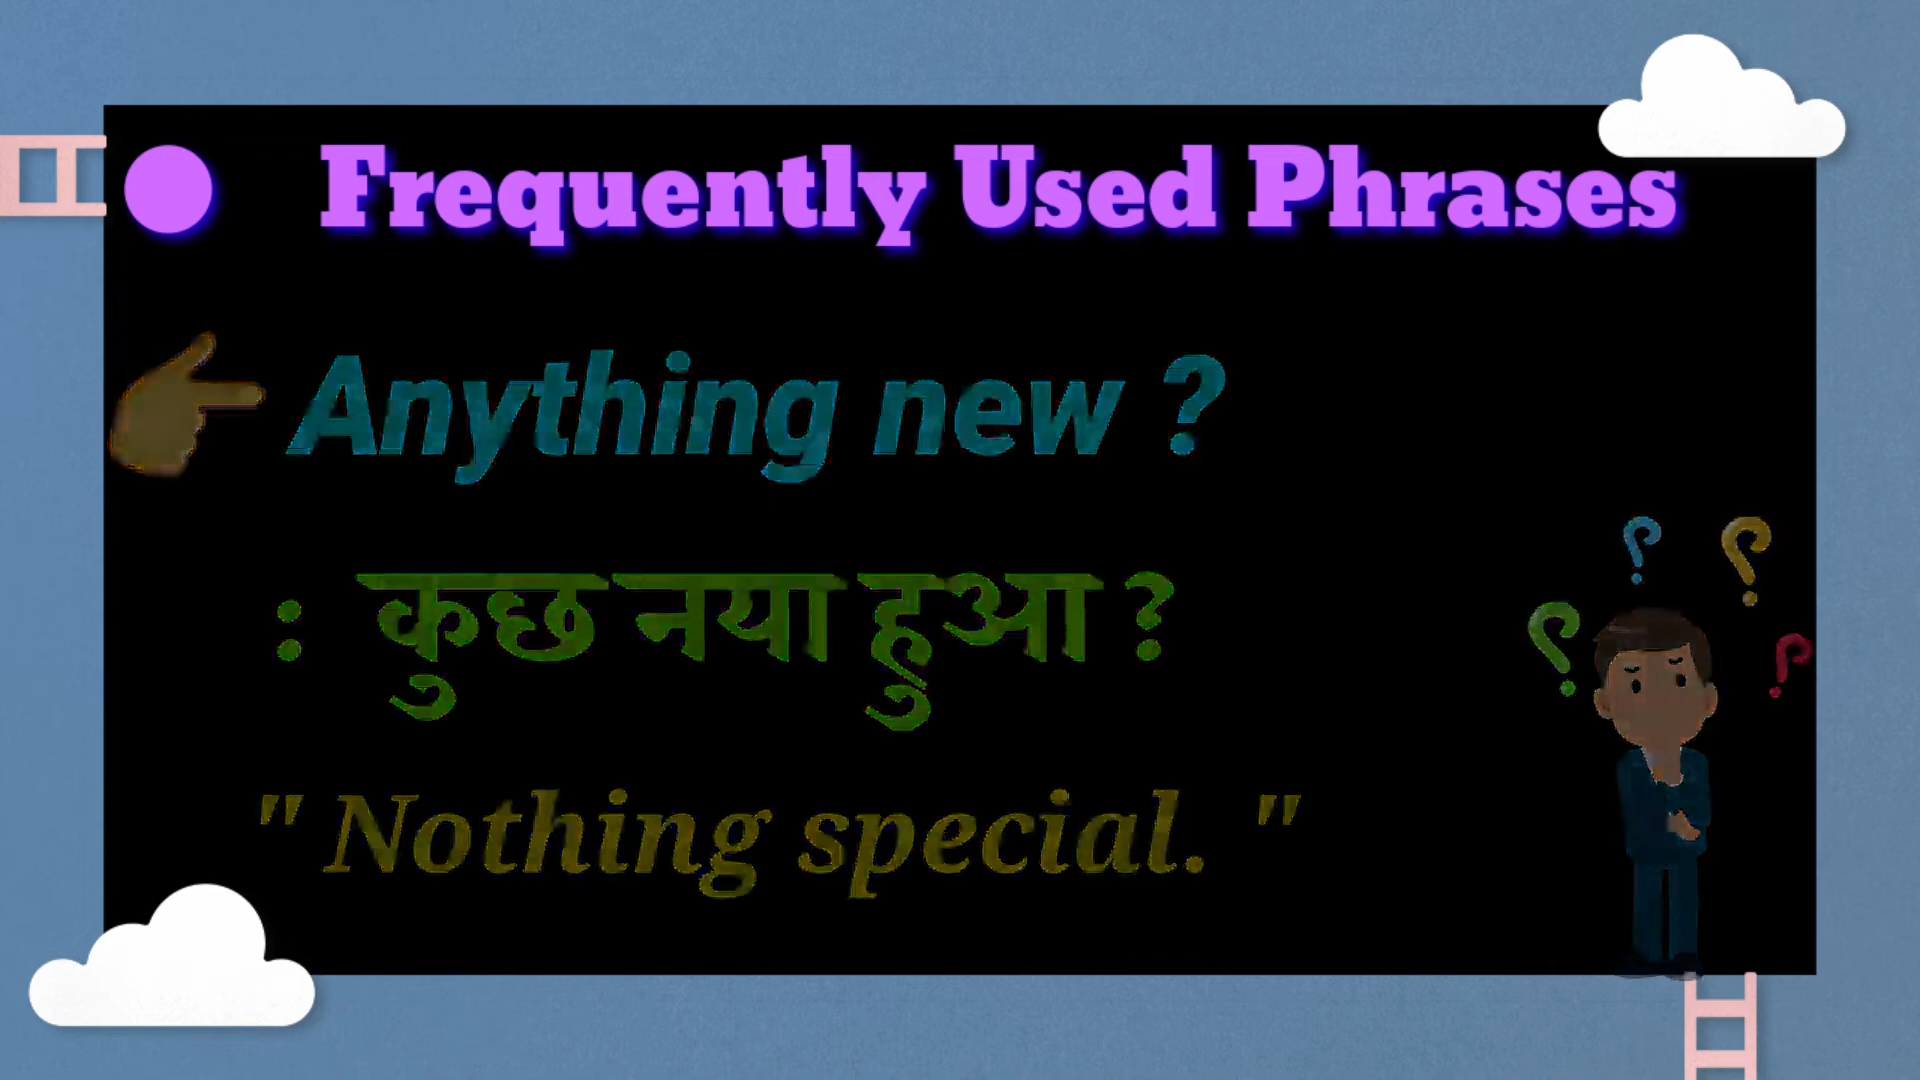 Frequently Used Phrases
Anything new ?
: कुछ नया हुआ ?
" Nothing special. "